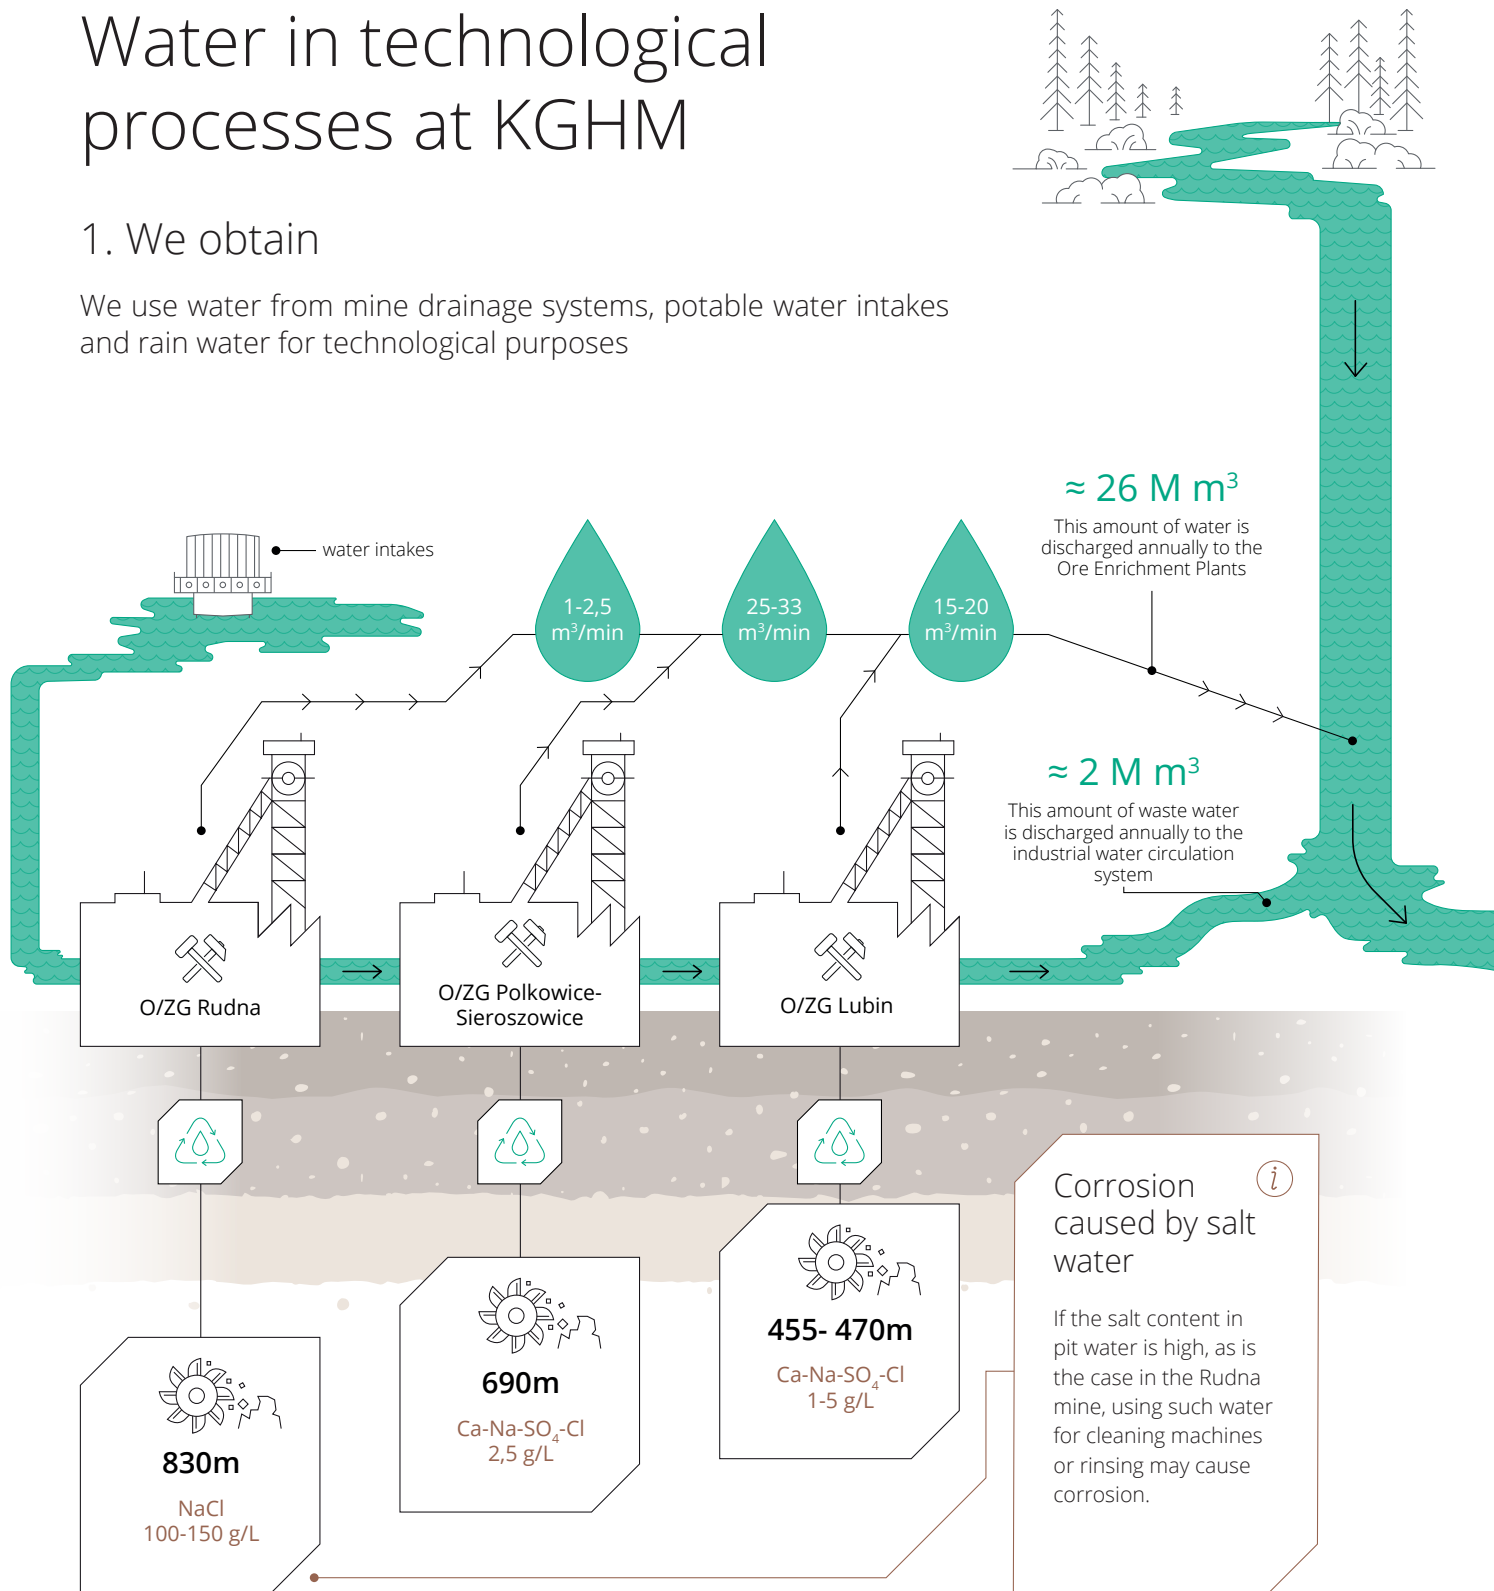 Water in technological
processes at KGHM
1. We obtain
We use water from mine drainage systems, potable water intakes
and rain water for technological purposes
≈ 26 M m³
This amount of water is
discharged annually to the
Ore Enrichment Plants
water intakes
1-2,5
m³/min
25-33
m³/min
15-20
m³/min
≈ 2 M m³
This amount of waste water
is discharged annually to the
industrial water circulation
system
O/ZG Rudna
O/ZG Polkowice-
Sieroszowice
O/ZG Lubin
830m
NaCl
100-150 g/L
690m
Ca-Na-SO₄-Cl
2,5 g/L
455- 470m
Ca-Na-SO₄-Cl
1-5 g/L
i
Corrosion
caused by salt
water
If the salt content in
pit water is high, as is
the case in the Rudna
mine, using such water
for cleaning machines
or rinsing may cause
corrosion.